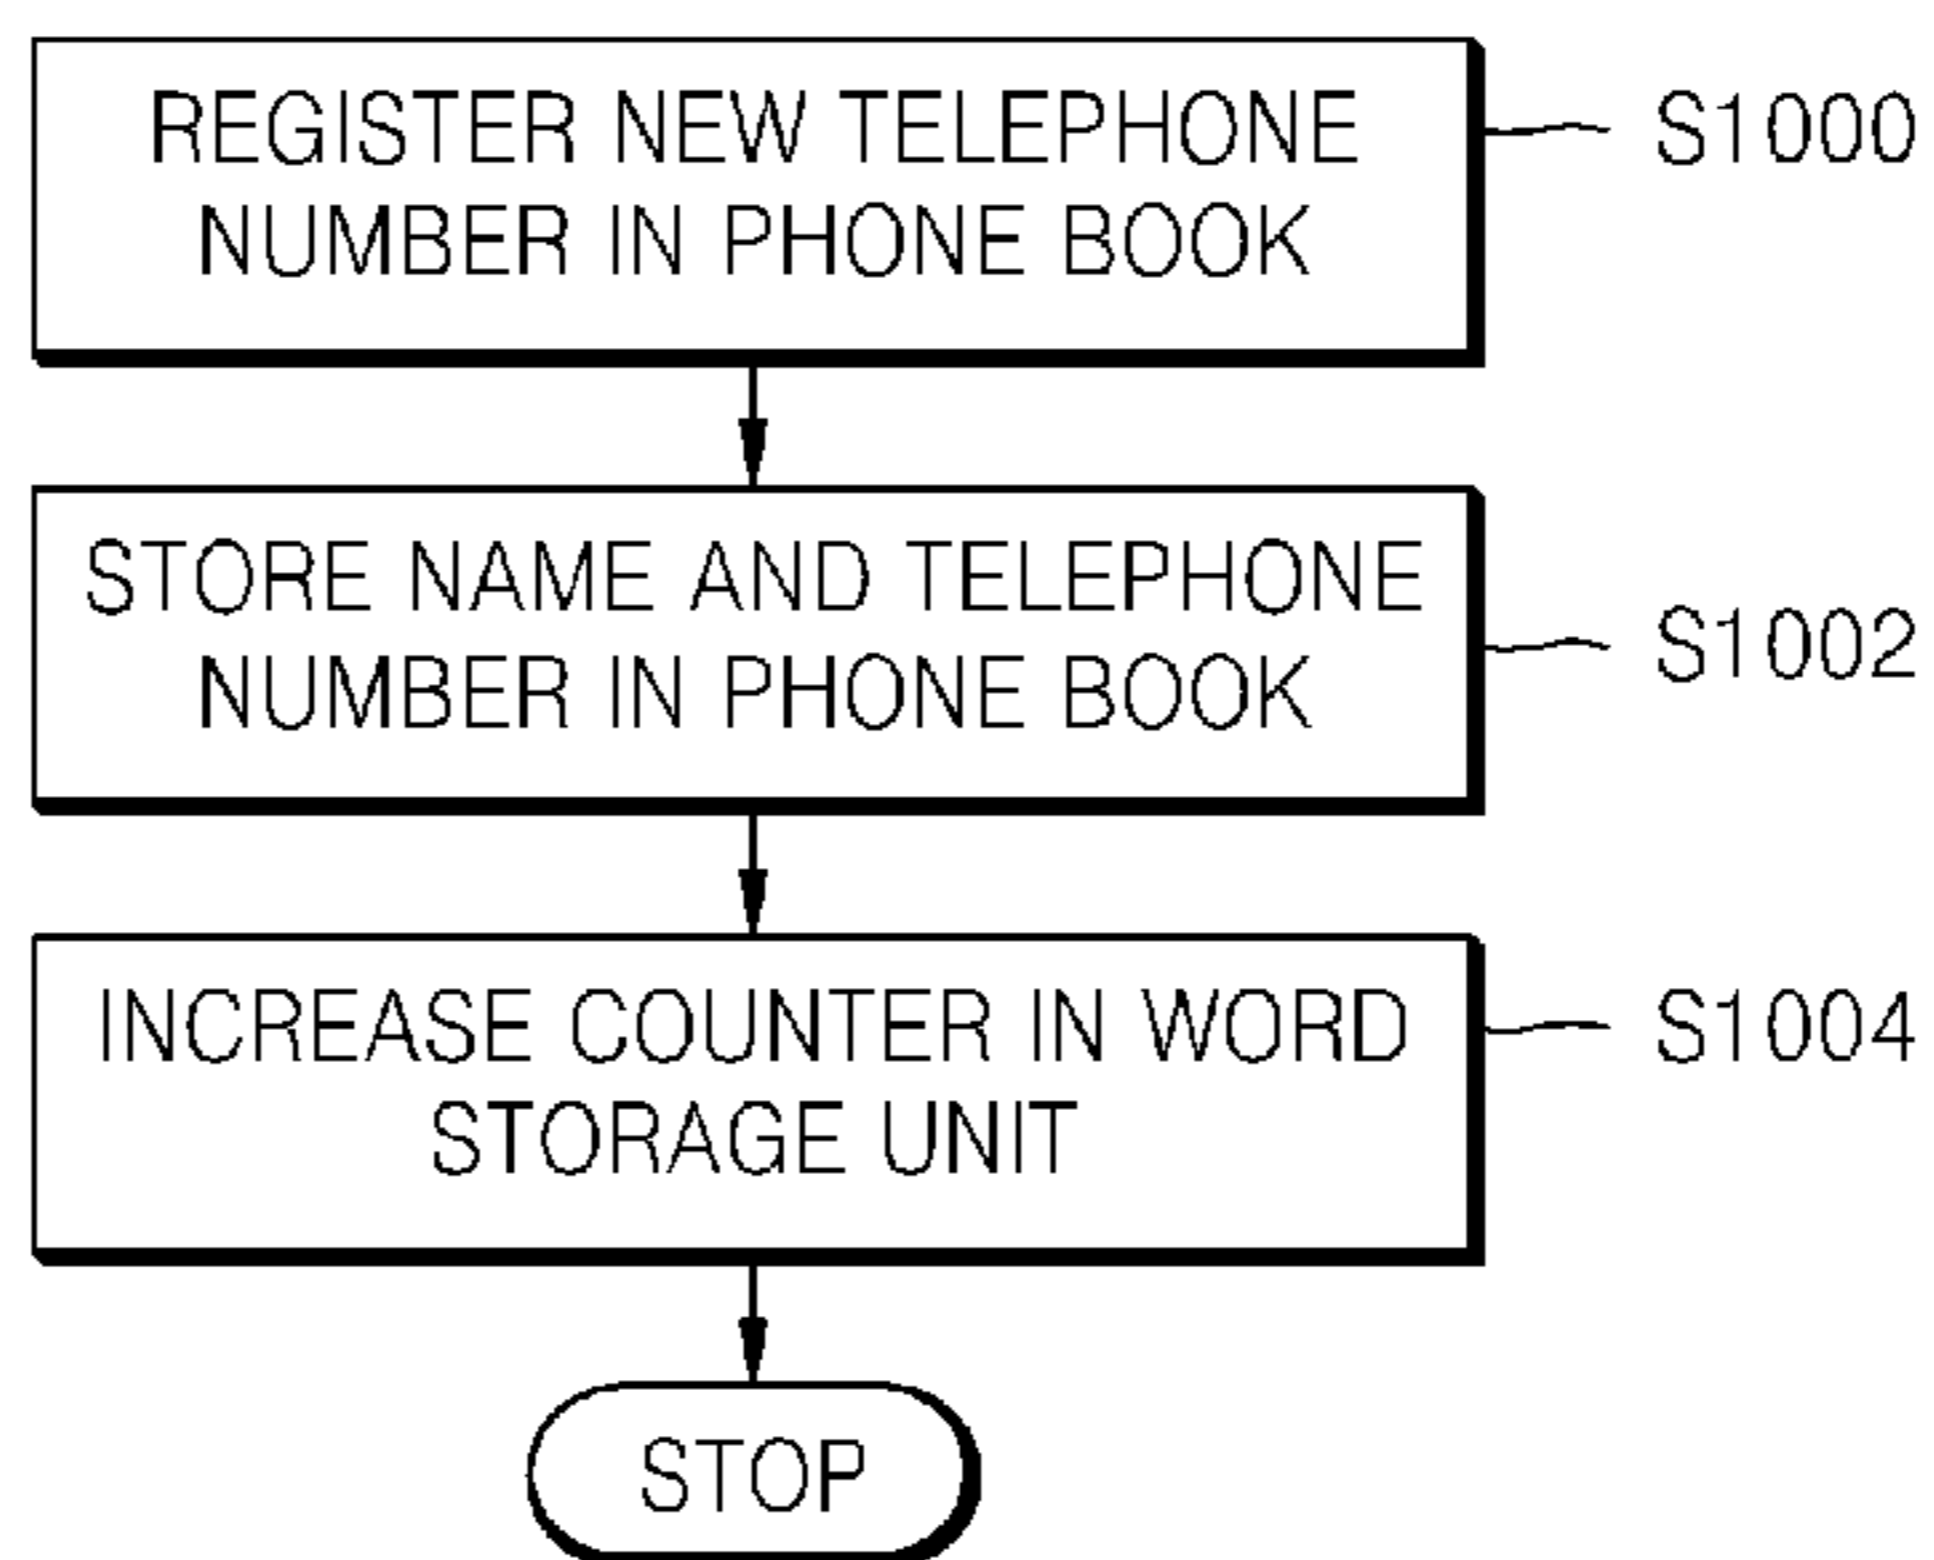 REGISTER NEW TELEPHONE
NUMBER IN PHONE BOOK
S1000
STORE NAME AND TELEPHONE
NUMBER IN PHONE BOOK
S1002
INCREASE COUNTER IN WORD
STORAGE UNIT
S1004
STOP